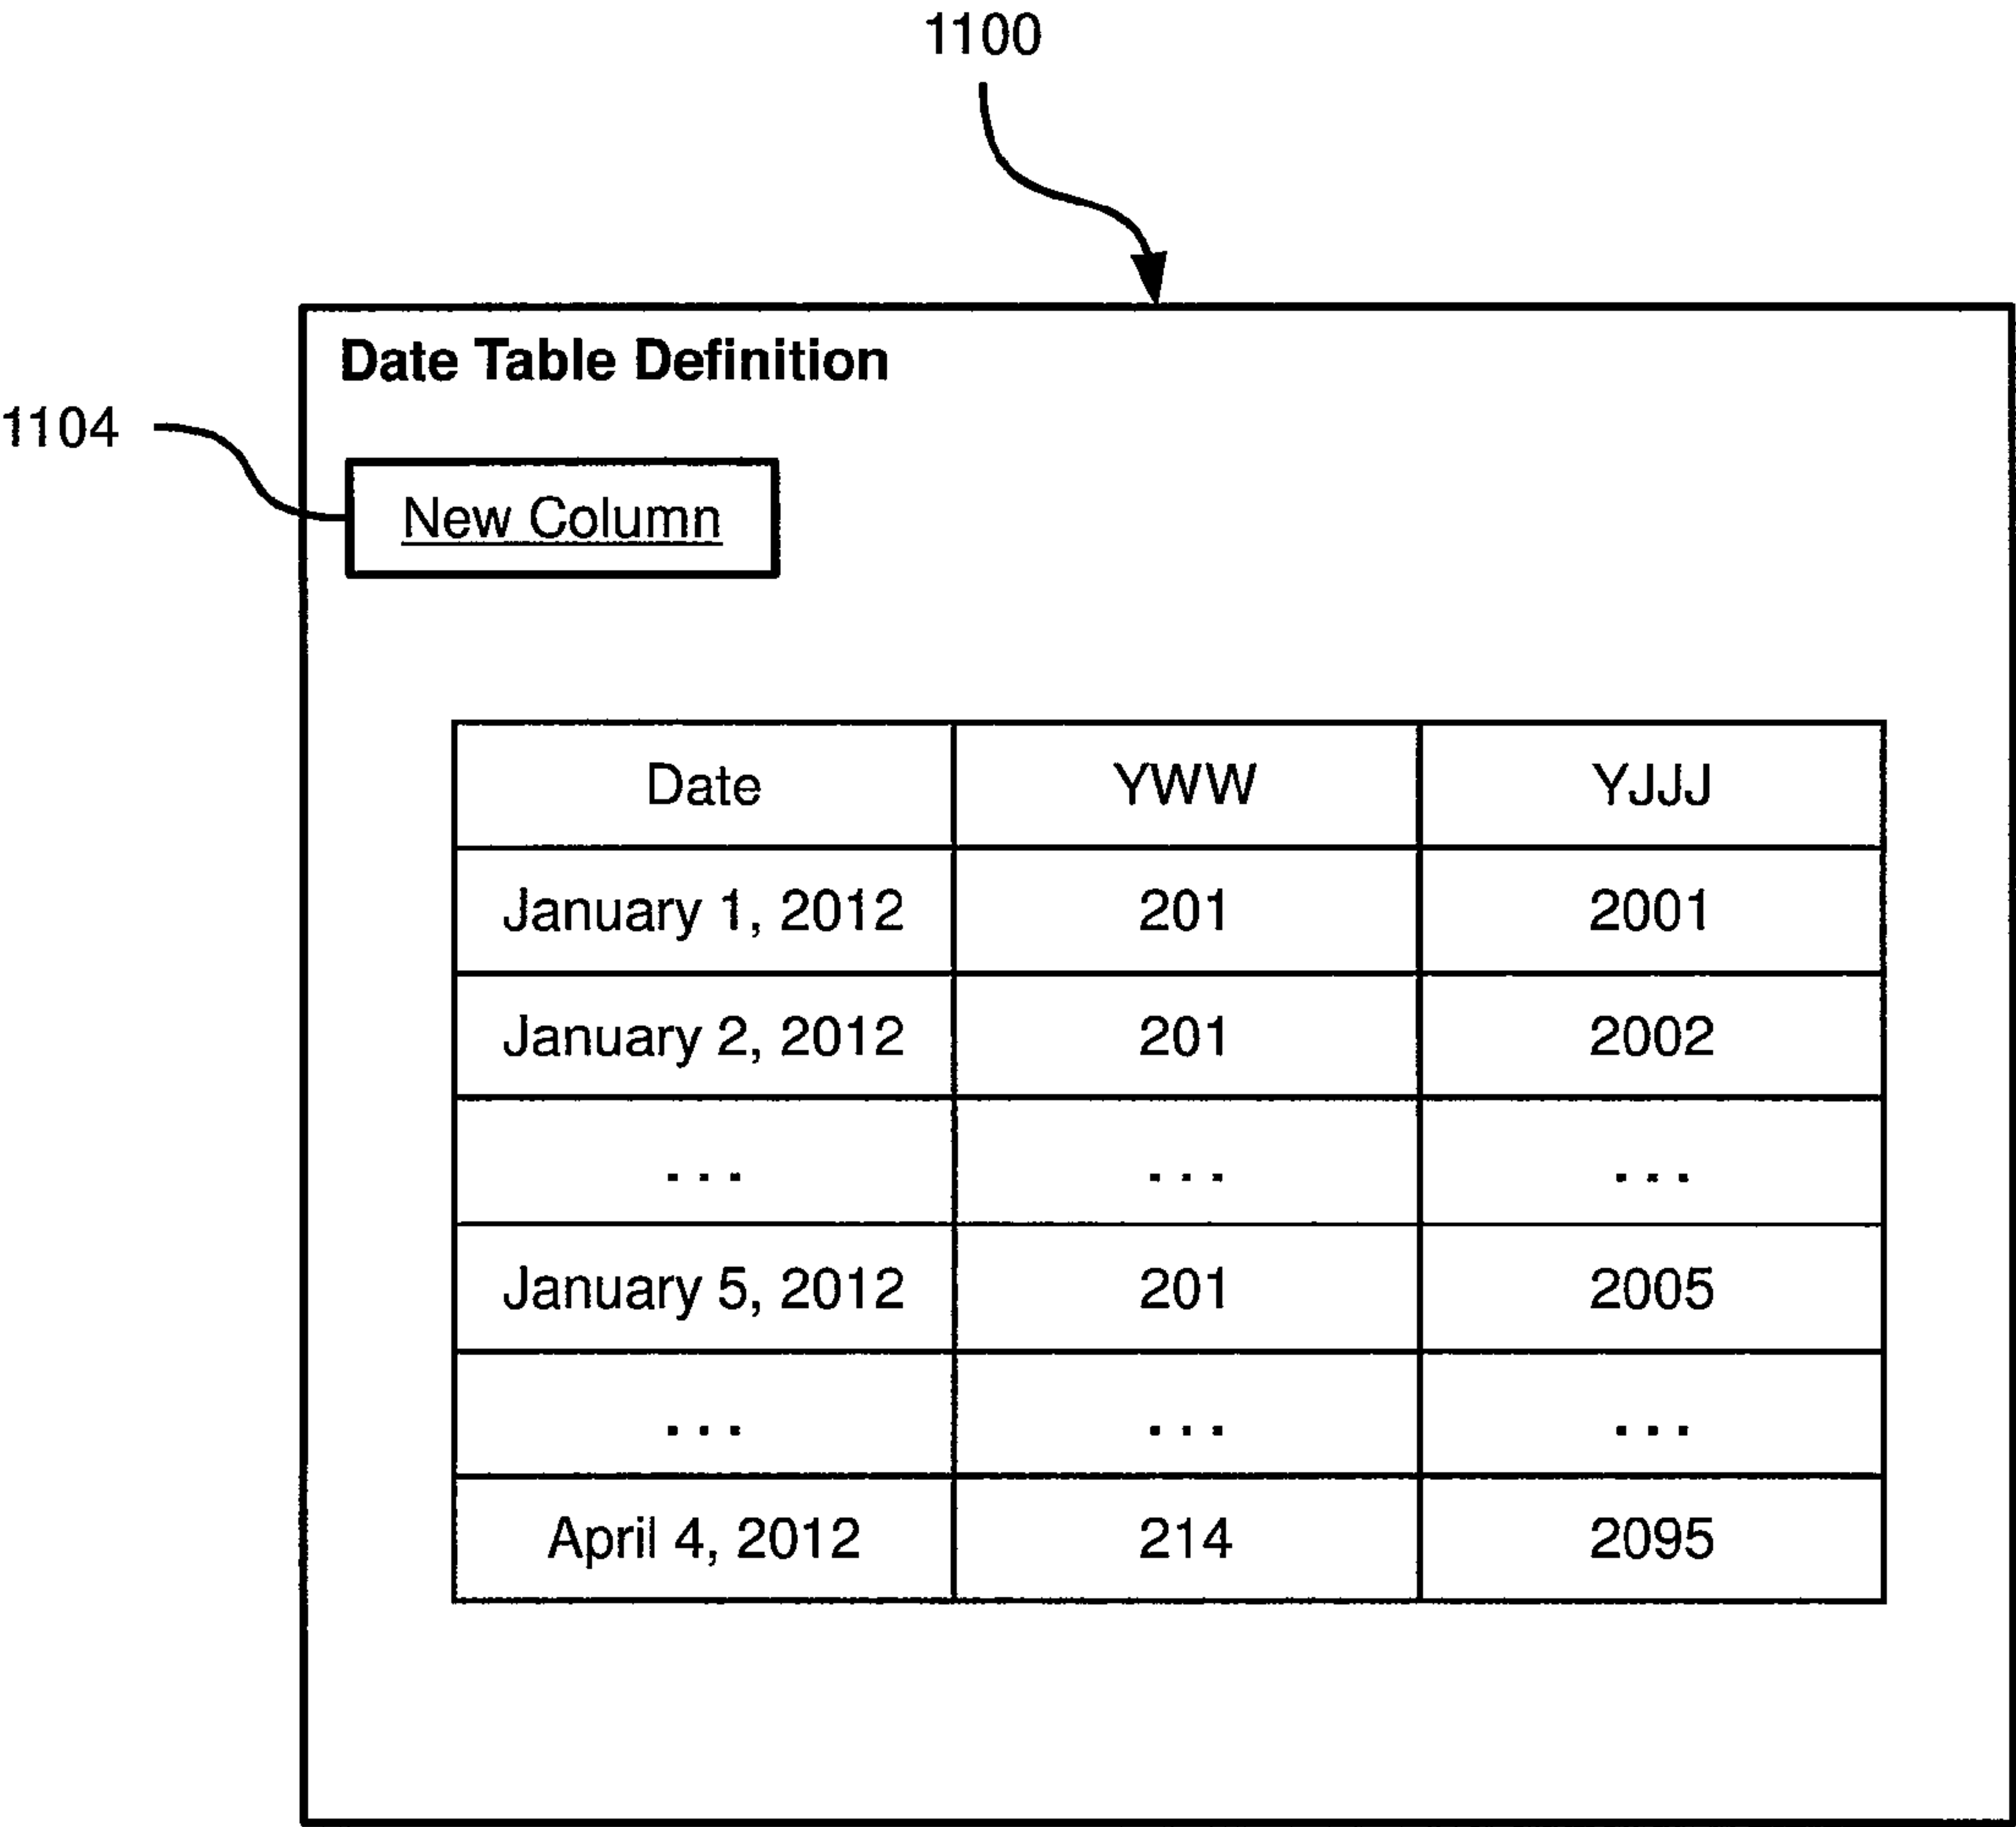 1100
Date Table Definition
1104
New Column
Date YWW YJJJ
January 1, 2012 201 2001
January 2, 2012 201 2002
... ... ...
January 5, 2012 201 2005
... ... ...
April 4, 2012 214 2095